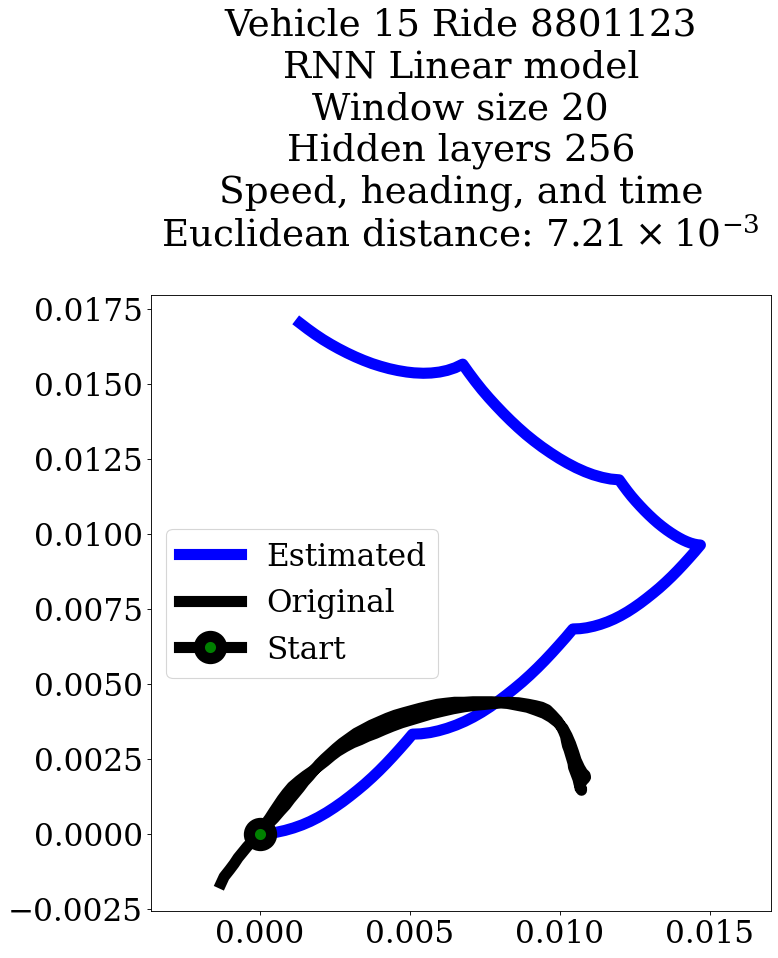 Vehicle 15 Ride 8801123
RNN Linear model
Window size 20
Hidden layers 256
Speed, heading, and time
Euclidean distance: 7.21 × 10⁻³
0.0175
0.0150
0.0125
0.0100
0.0075
0.0050
0.0025
0.0000
−0.0025
Estimated
Original
Start
0.000 0.005 0.010 0.015